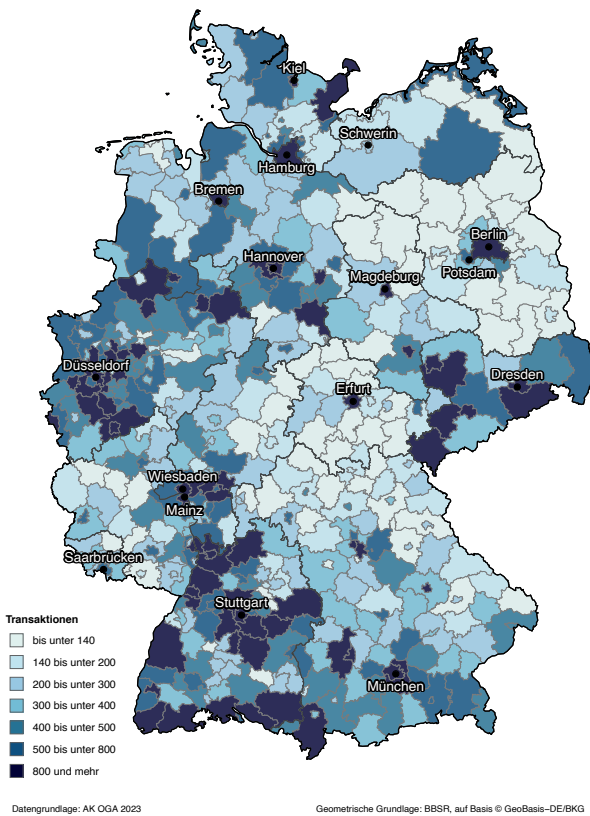 Kiel
Schwerin
Hamburg
Bremen
Berlin
Hannover
Potsdam
Magdeburg
Düsseldorf
Dresden
Erfurt
Wiesbaden
Mainz
Saarbrücken
Stuttgart
München
Transaktionen
bis unter 140
140 bis unter 200
200 bis unter 300
300 bis unter 400
400 bis unter 500
500 bis unter 800
800 und mehr
Datengrundlage: AK OGA 2023
Geometrische Grundlage: BBSR, auf Basis © GeoBasis−DE/BKG